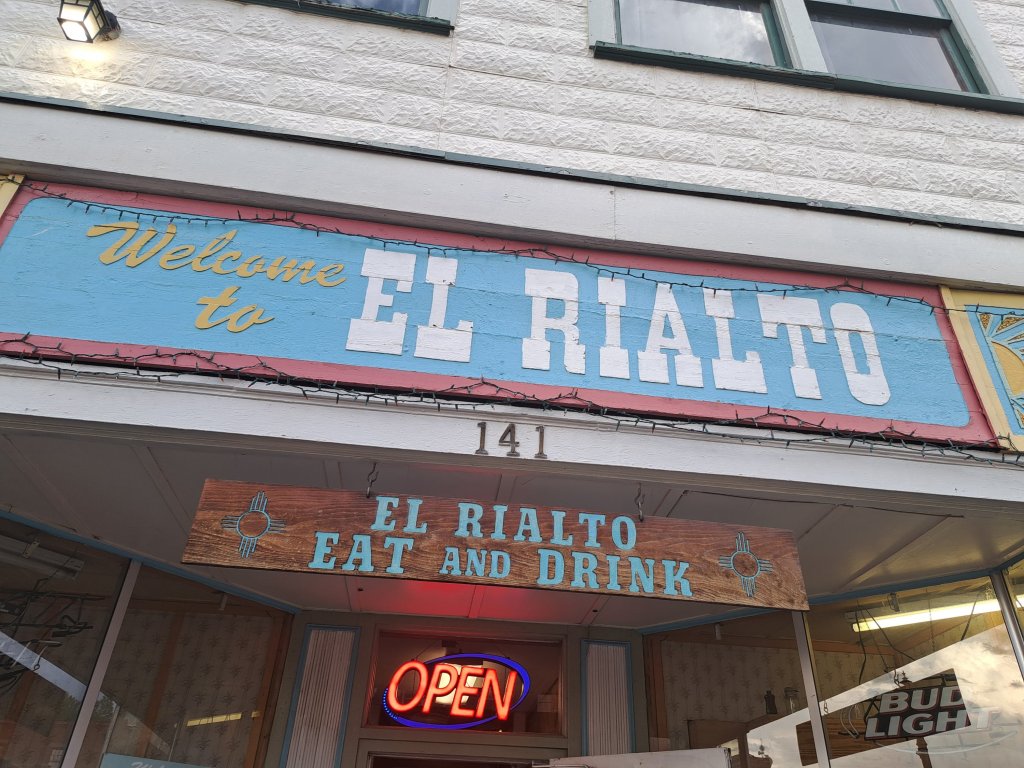 Welcome
to
EL RIALTO
141
EL RIALTO
EAT AND DRINK
OPEN
BUD
LIGHT